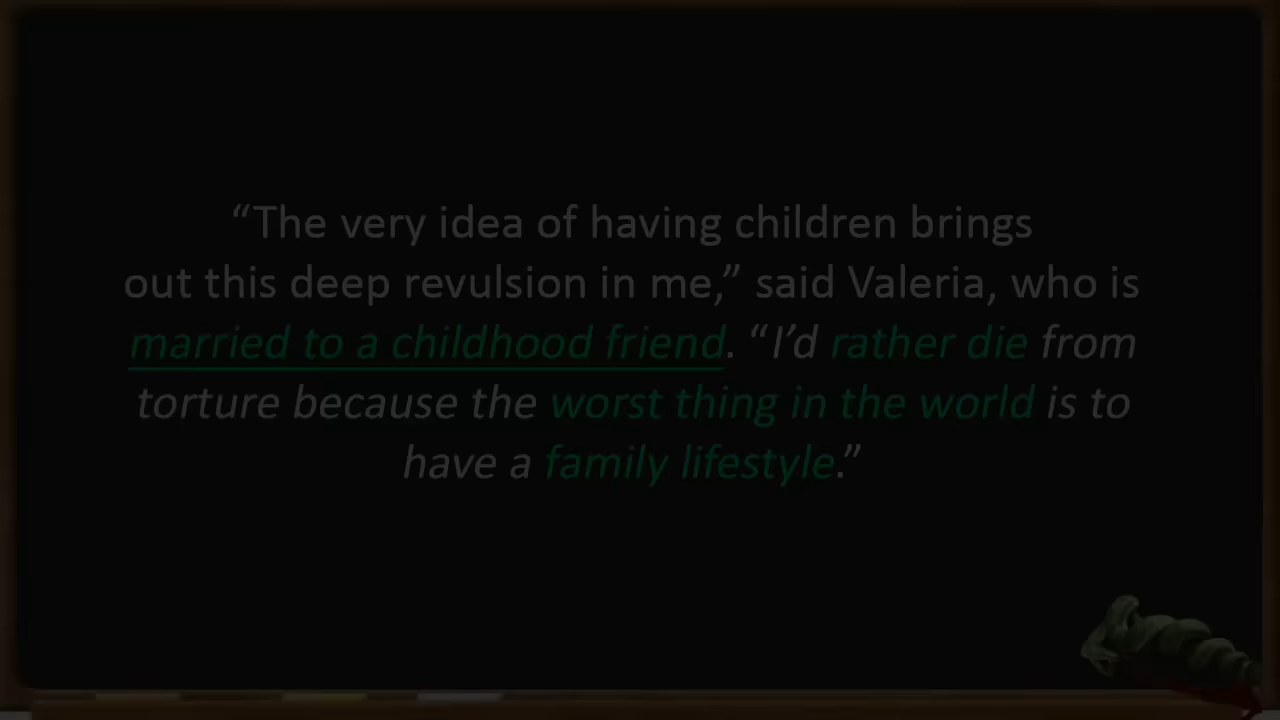 “The very idea of having children brings
out this deep revulsion in me,” said Valeria, who is
married to a childhood friend. “I’d rather die from
torture because the worst thing in the world is to
have a family lifestyle.”